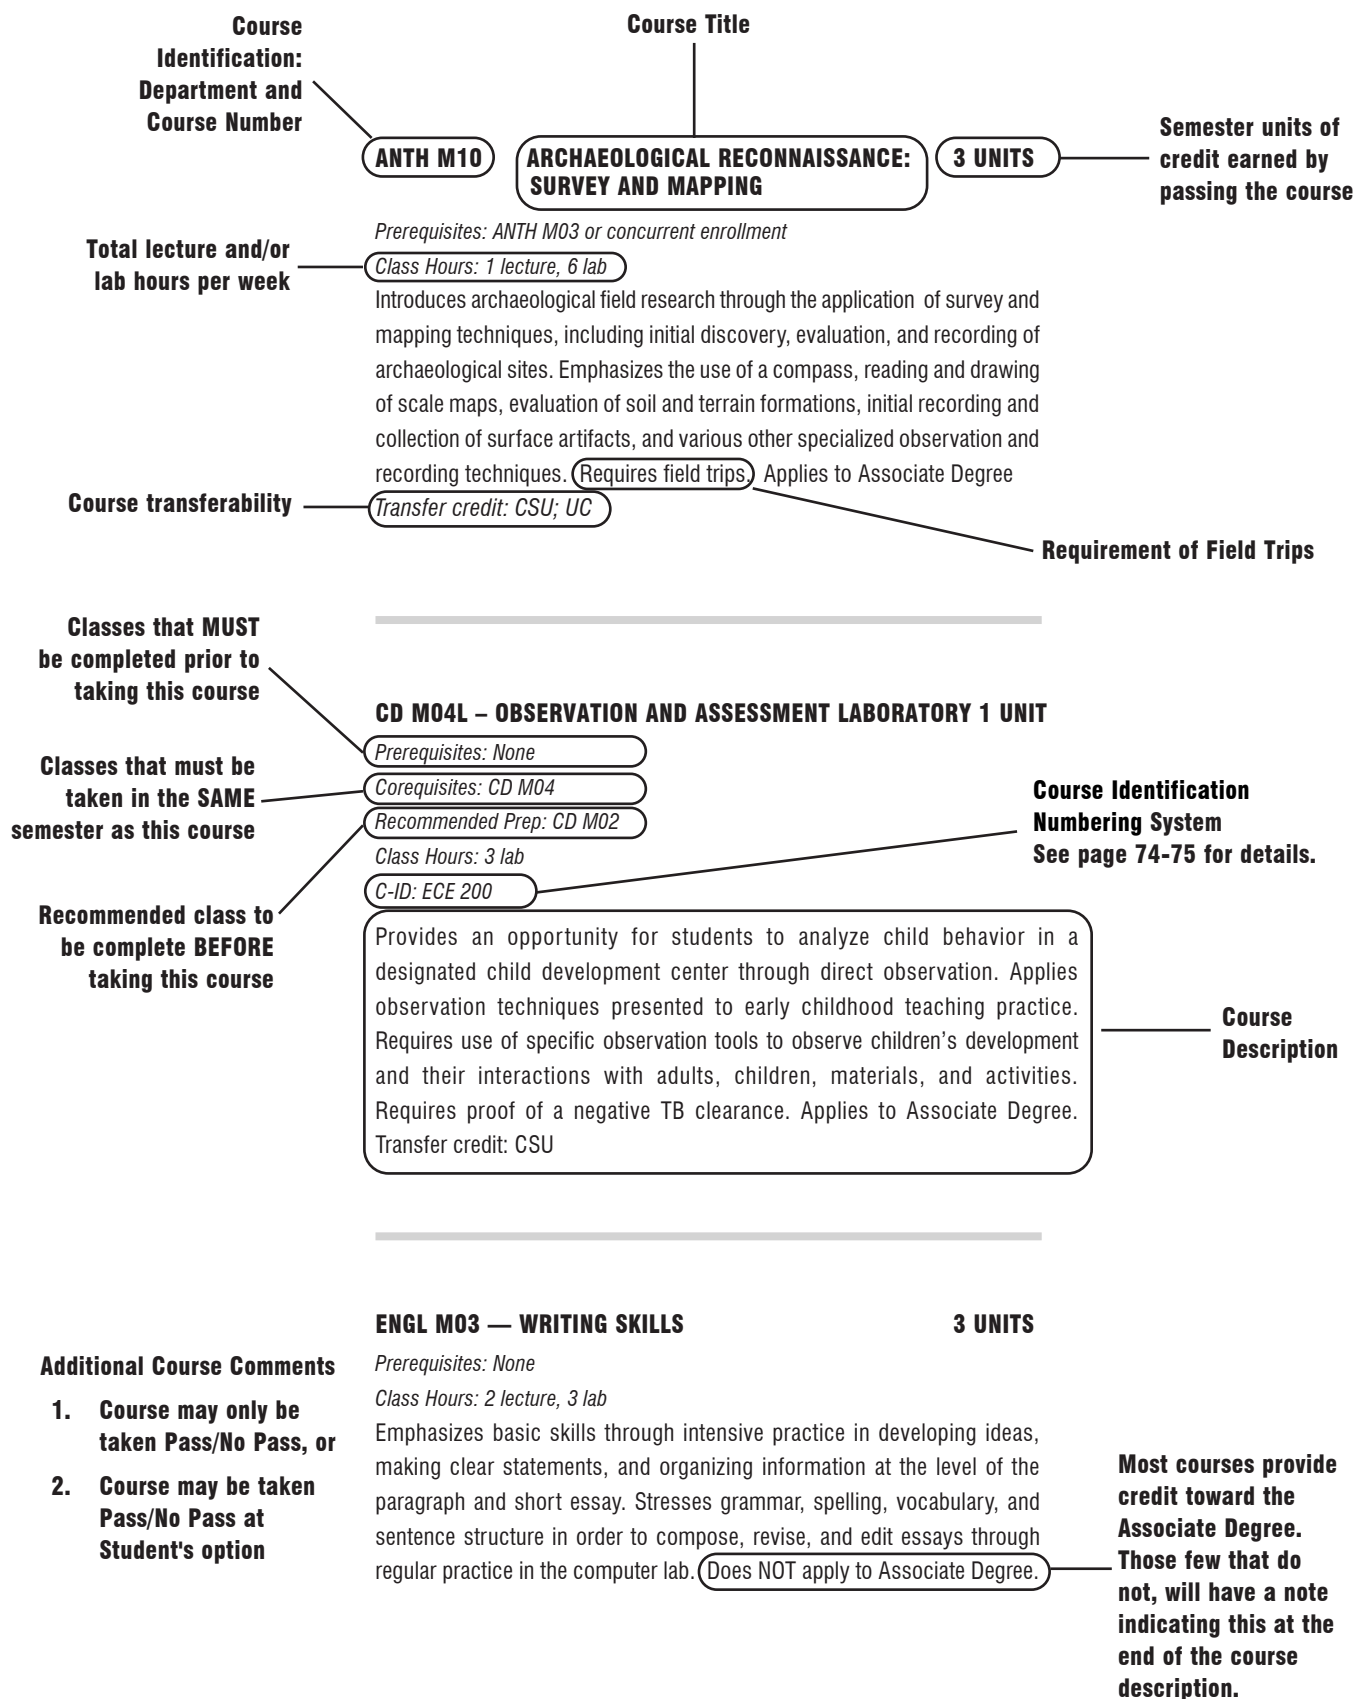 Course
Identification:
Department and
Course Number
Course Title
ANTH M10
ARCHAEOLOGICAL RECONNAISSANCE:
SURVEY AND MAPPING
3 UNITS
Semester units of
credit earned by
passing the course
Prerequisites: ANTH M03 or concurrent enrollment
Total lecture and/or
lab hours per week
Class Hours: 1 lecture, 6 lab
Introduces archaeological field research through the application of survey and
mapping techniques, including initial discovery, evaluation, and recording of
archaeological sites. Emphasizes the use of a compass, reading and drawing
of scale maps, evaluation of soil and terrain formations, initial recording and
collection of surface artifacts, and various other specialized observation and
recording techniques. Requires field trips. Applies to Associate Degree
Course transferability
Transfer credit: CSU; UC
Requirement of Field Trips
Classes that MUST
be completed prior to
taking this course
CD M04L – OBSERVATION AND ASSESSMENT LABORATORY 1 UNIT
Prerequisites: None
Classes that must be
taken in the SAME
semester as this course
Corequisites: CD M04
Recommended Prep: CD M02
Class Hours: 3 lab
C-ID: ECE 200
Course Identification
Numbering System
See page 74-75 for details.
Recommended class to
be complete BEFORE
taking this course
Provides an opportunity for students to analyze child behavior in a
designated child development center through direct observation. Applies
observation techniques presented to early childhood teaching practice.
Requires use of specific observation tools to observe children’s development
and their interactions with adults, children, materials, and activities.
Requires proof of a negative TB clearance. Applies to Associate Degree.
Transfer credit: CSU
Course
Description
ENGL M03 — WRITING SKILLS 3 UNITS
Prerequisites: None
Class Hours: 2 lecture, 3 lab
Additional Course Comments
1. Course may only be
taken Pass/No Pass, or
2. Course may be taken
Pass/No Pass at
Student's option
Emphasizes basic skills through intensive practice in developing ideas,
making clear statements, and organizing information at the level of the
paragraph and short essay. Stresses grammar, spelling, vocabulary, and
sentence structure in order to compose, revise, and edit essays through
regular practice in the computer lab. Does NOT apply to Associate Degree.
Most courses provide
credit toward the
Associate Degree.
Those few that do
not, will have a note
indicating this at the
end of the course
description.